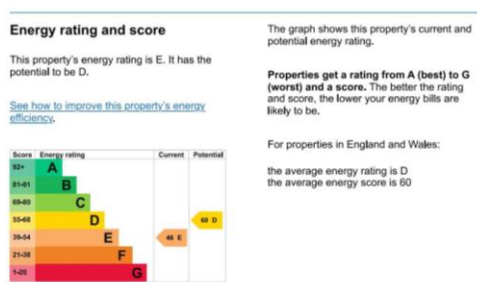 Energy rating and score
This property's energy rating is E. It has the
potential to be D.
See how to improve this property's energy
efficiency.
Score Energy rating Current Potential
92+ A
81-91 B
69-80 C
55-68 D 60 D
39-54 E E
21-38 F
1-20 G
The graph shows this property's current and
potential energy rating.
Properties get a rating from A (best) to G
(worst) and a score. The better the rating
and score, the lower your energy bills are
likely to be.
For properties in England and Wales:
the average energy rating is D
the average energy score is 60